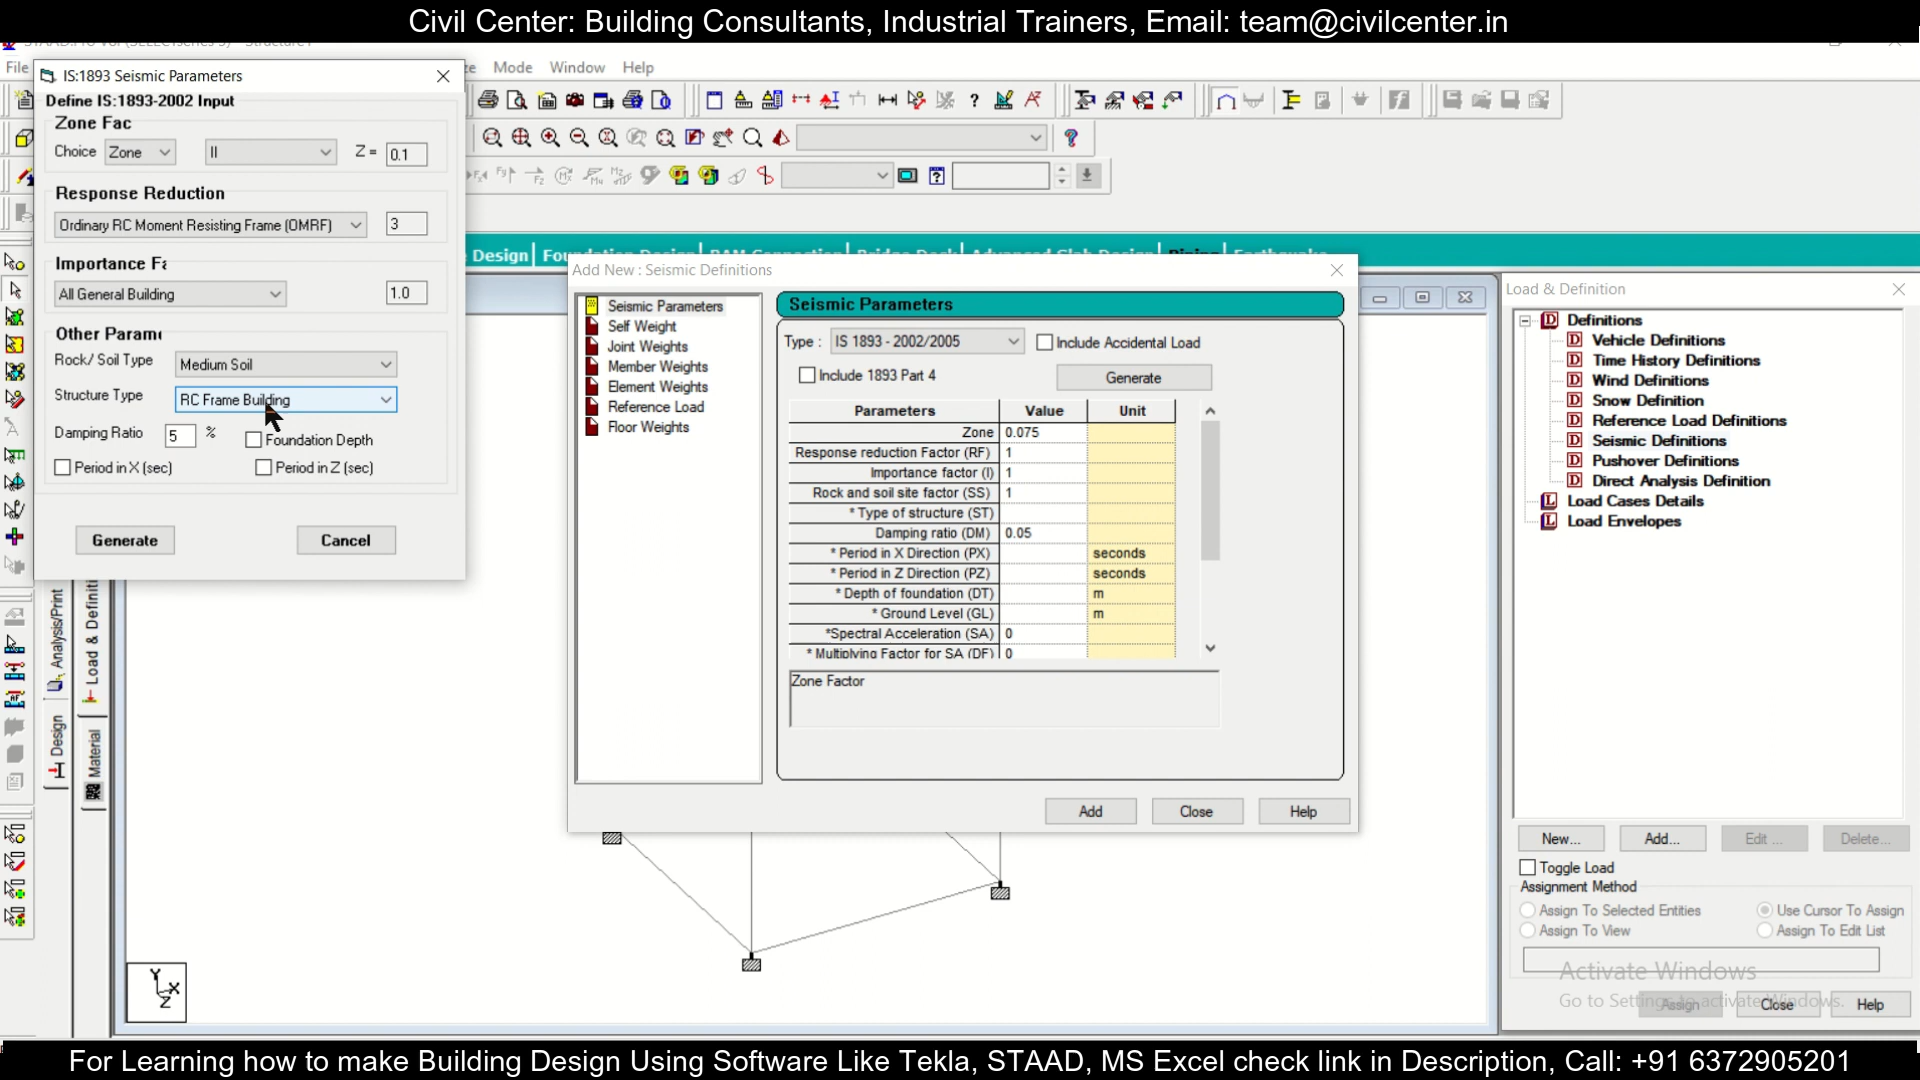 Civil Center: Building Consultants, Industrial Trainers, Email: team@civilcenter.in
File
Mode Window Help
IS:1893 Seismic Parameters
Define IS:1893-2002 Input
Zone Fac
Choice Zone II Z = 0.1
Response Reduction
Ordinary RC Moment Resisting Frame (OMRF) 3
Importance Fa
All General Building 1.0
Other Parame
Rock/ Soil Type Medium Soil
Structure Type RC Frame Building
Damping Ratio 5 % Foundation Depth
Period in X (sec) Period in Z (sec)
Generate Cancel
Analysis/Print
Design
Load & Definiti
Material
Design
Add New : Seismic Definitions
Seismic Parameters
Self Weight
Joint Weights
Member Weights
Element Weights
Reference Load
Floor Weights
Seismic Parameters
Type : IS 1893 - 2002/2005 Include Accidental Load
Include 1893 Part 4 Generate
Parameters Value Unit
Zone 0.075
Response reduction Factor (RF) 1
Importance factor (I) 1
Rock and soil site factor (SS) 1
* Type of structure (ST)
Damping ratio (DM) 0.05
* Period in X Direction (PX) seconds
* Period in Z Direction (PZ) seconds
* Depth of foundation (DT) m
* Ground Level (GL) m
*Spectral Acceleration (SA) 0
* Multiplying Factor for SA (DF) 0
Zone Factor
Add Close Help
Load & Definition
Definitions
Vehicle Definitions
Time History Definitions
Wind Definitions
Snow Definition
Reference Load Definitions
Seismic Definitions
Pushover Definitions
Direct Analysis Definition
Load Cases Details
Load Envelopes
New... Add... Edit ... Delete...
Toggle Load
Assignment Method
Assign To Selected Entities Use Cursor To Assign
Assign To View Assign To Edit List
Activate Windows
Go to Settings to activate Windows.
Assign Close Help
Y
X
Z
For Learning how to make Building Design Using Software Like Tekla, STAAD, MS Excel check link in Description, Call: +91 6372905201